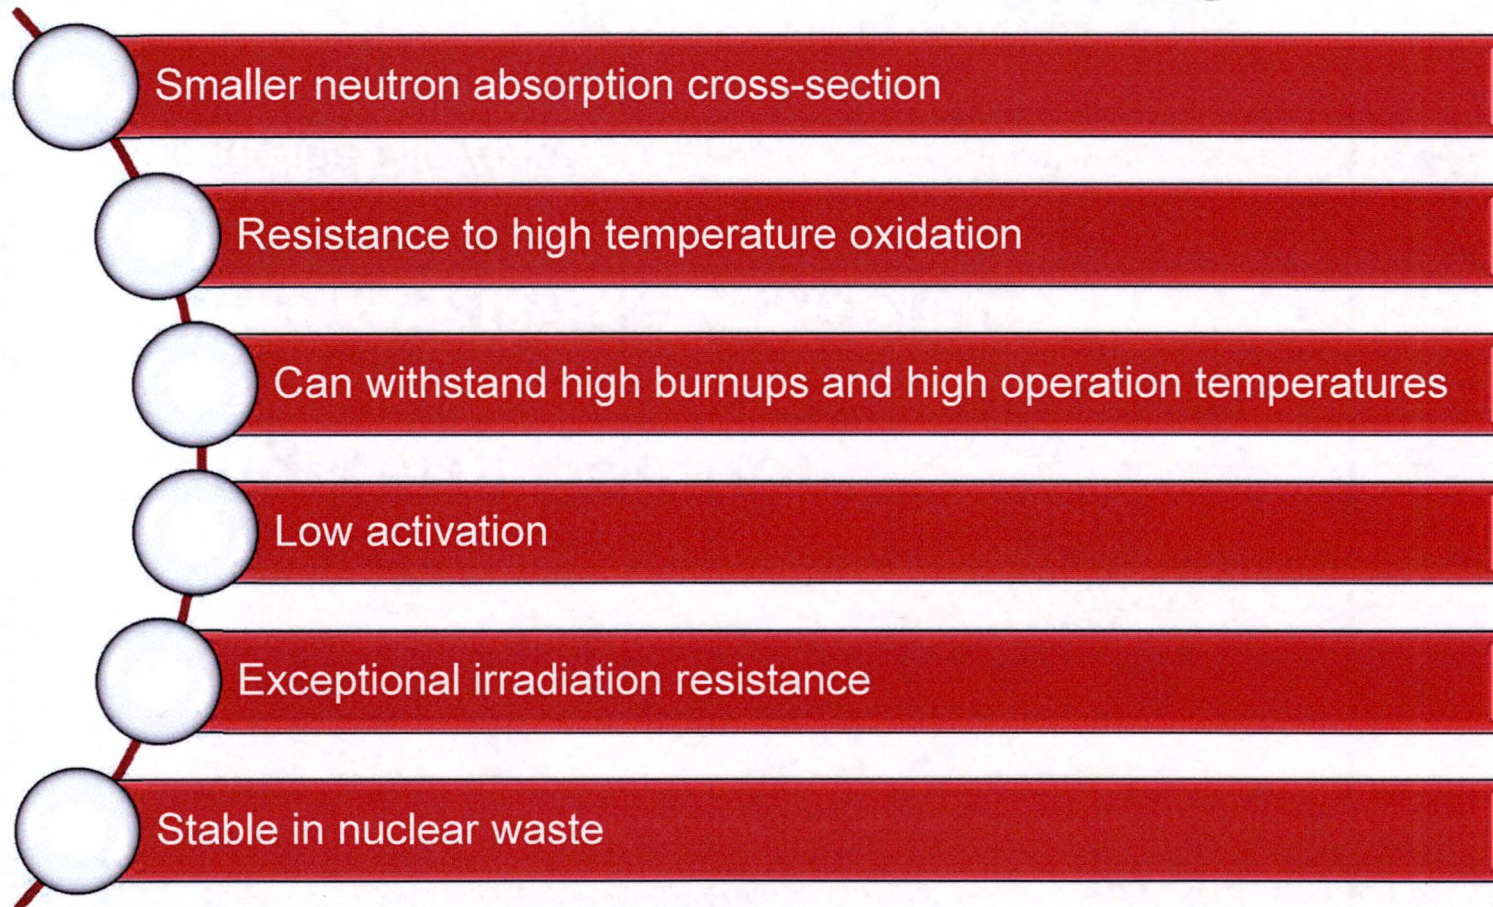 Smaller neutron absorption cross-section
Resistance to high temperature oxidation
Can withstand high burnups and high operation temperatures
Low activation
Exceptional irradiation resistance
Stable in nuclear waste